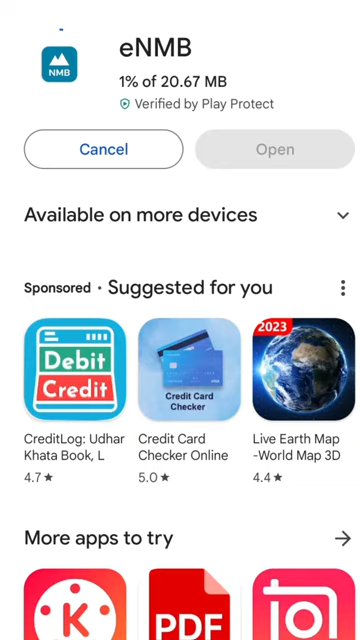 eNMB
NMB
1% of 20.67 MB
Verified by Play Protect
Cancel
Open
Available on more devices
Sponsored • Suggested for you
Debit
Credit
Credit Card
Checker
2023
CreditLog: Udhar
Khata Book, L
4.7★
Credit Card
Checker Online
5.0★
Live Earth Map
-World Map 3D
4.4★
More apps to try
K
PDF